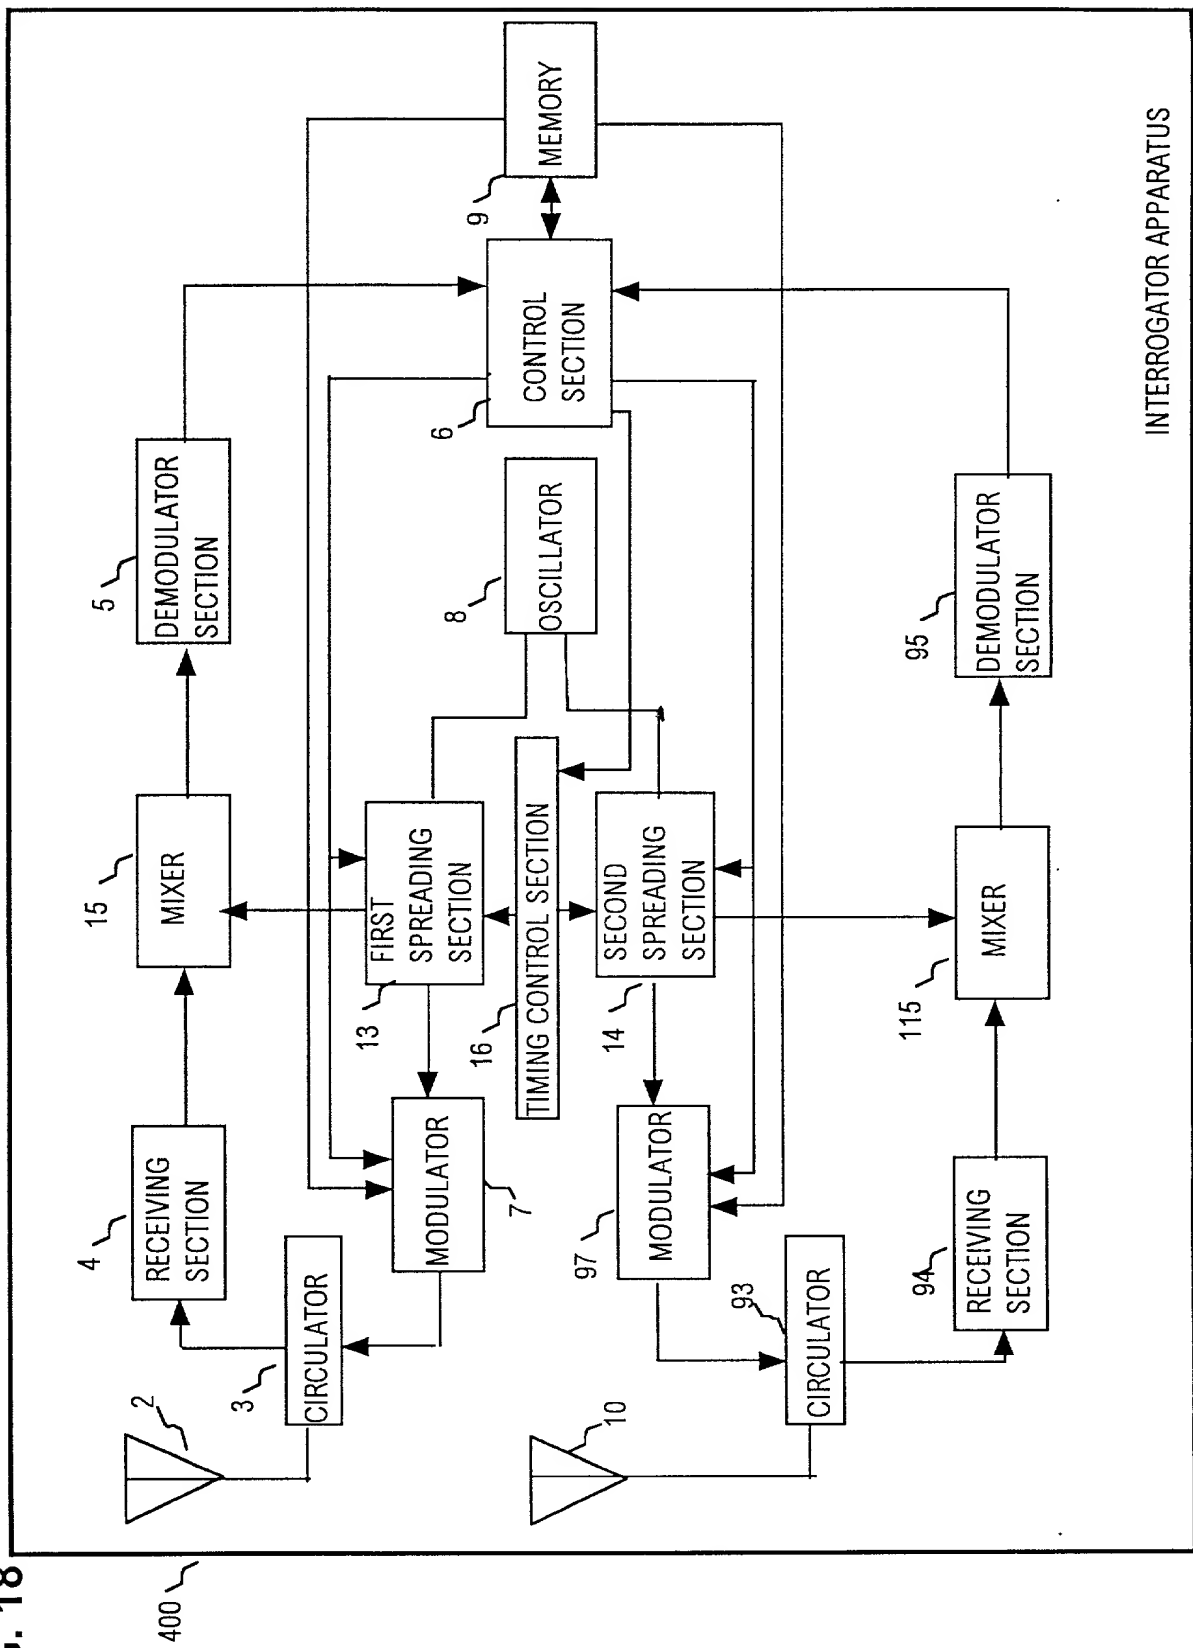 . 18
400
2
3
CIRCULATOR
4
RECEIVING
SECTION
15
MIXER
5
DEMODULATOR
SECTION
7
MODULATOR
13
FIRST
SPREADING
SECTION
16
TIMING CONTROL SECTION
8
OSCILLATOR
6
CONTROL
SECTION
9
MEMORY
10
93
CIRCULATOR
97
MODULATOR
14
SECOND
SPREADING
SECTION
94
RECEIVING
SECTION
115
MIXER
95
DEMODULATOR
SECTION
INTERROGATOR APPARATUS